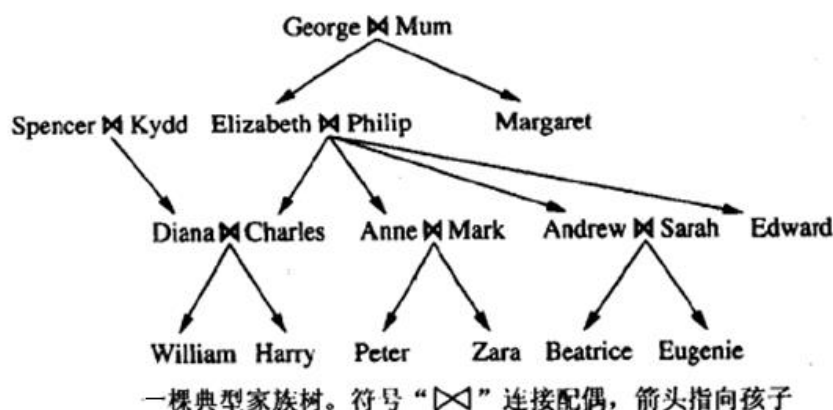 George ⋈ Mum
Spencer ⋈ Kydd Elizabeth ⋈ Philip Margaret
Diana ⋈ Charles Anne ⋈ Mark Andrew ⋈ Sarah Edward
William Harry Peter Zara Beatrice Eugenie
一棵典型家族树。符号“⋈”连接配偶，箭头指向孩子